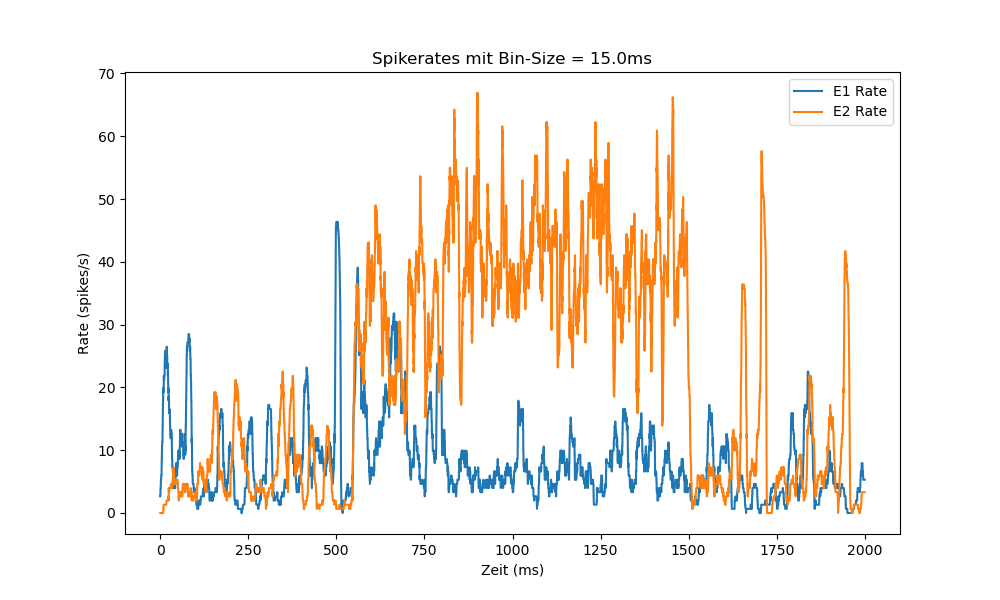 Spikerates mit Bin-Size = 15.0ms
E1 Rate
E2 Rate
70
60
50
40
30
20
10
0
Rate (spikes/s)
0 250 500 750 1000 1250 1500 1750 2000
Zeit (ms)